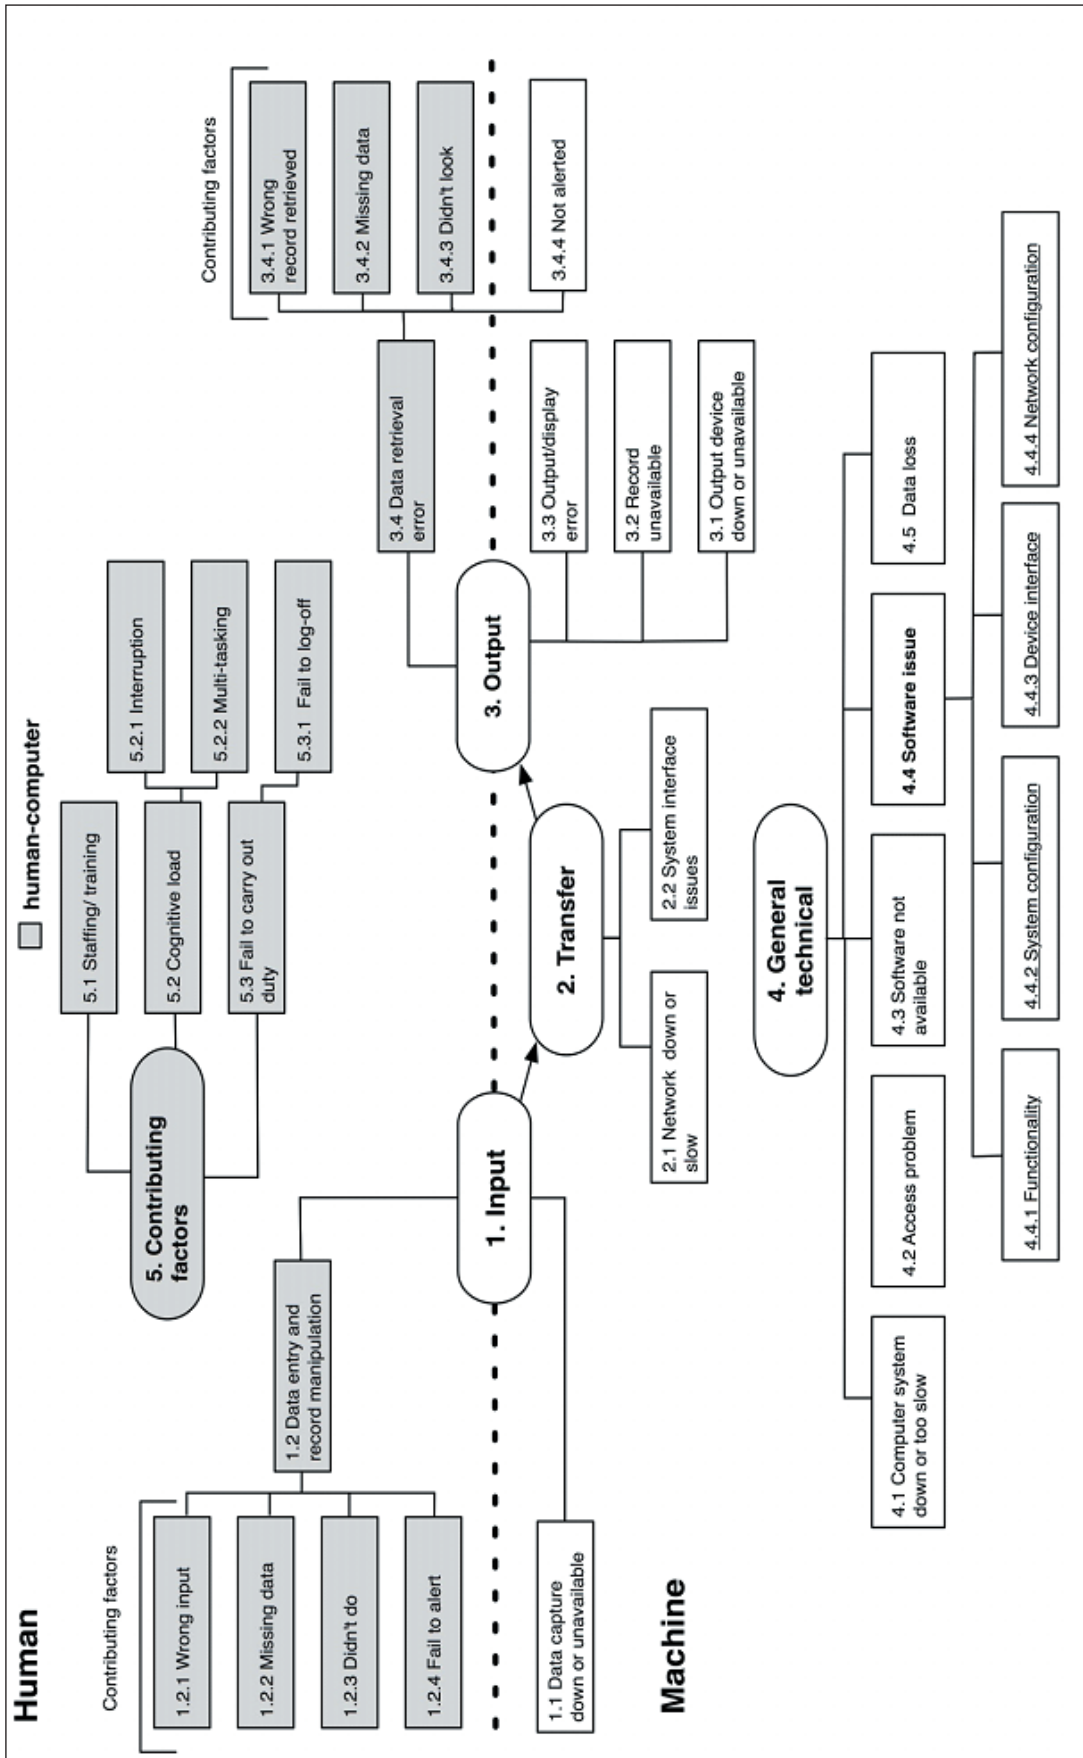 Human
human-computer
5. Contributing
factors
5.1 Staffing/ training
5.2 Cognitive load
5.2.1 Interruption
5.2.2 Multi-tasking
5.3 Fail to carry out
duty
5.3.1 Fail to log-off
Contributing factors
1.2.1 Wrong input
1.2.2 Missing data
1.2.3 Didn't do
1.2.4 Fail to alert
1.2 Data entry and
record manipulation
1. Input
1.1 Data capture
down or unavailable
2. Transfer
2.1 Network down or
slow
2.2 System interface
issues
3. Output
3.4 Data retrieval
error
Contributing factors
3.4.1 Wrong
record retrieved
3.4.2 Missing data
3.4.3 Didn't look
3.4.4 Not alerted
3.3 Output/display
error
3.2 Record
unavailable
3.1 Output device
down or unavailable
Machine
4. General
technical
4.1 Computer system
down or too slow
4.2 Access problem
4.3 Software not
available
4.4 Software issue
4.5 Data loss
4.4.1 Functionality
4.4.2 System configuration
4.4.3 Device interface
4.4.4 Network configuration